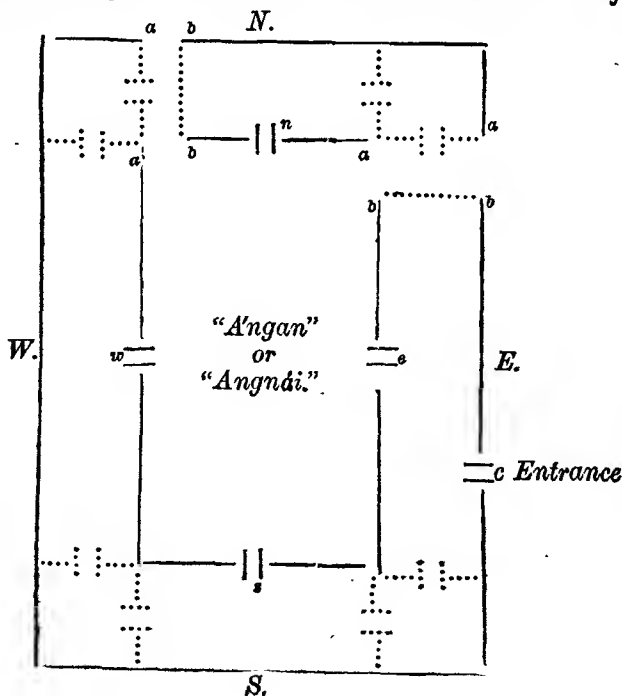 a b N.
n
a b a a
b b
"A'ngan"
W. w or e E.
"Angnái."
c Entrance
s
S.